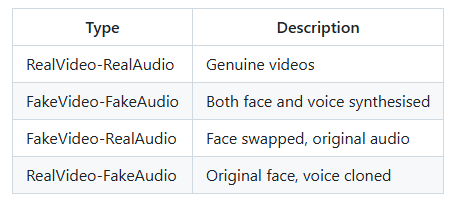 Type Description
RealVideo-RealAudio Genuine videos
FakeVideo-FakeAudio Both face and voice synthesised
FakeVideo-RealAudio Face swapped, original audio
RealVideo-FakeAudio Original face, voice cloned